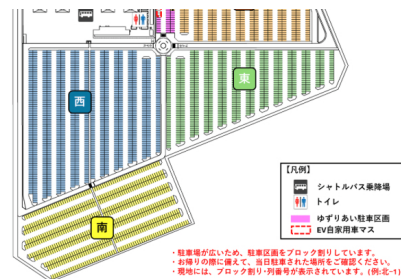 東
西
南
【凡例】
シャトルバス乗降場
トイレ
ゆずりあい駐車区画
EV自家用車マス
・駐車場が広いため、駐車区画をブロック割りしています。
・お帰りの際に備えて、当日駐車された場所をご確認ください。
・現地には、ブロック割り・列番号が表示されています。(例:北-1)